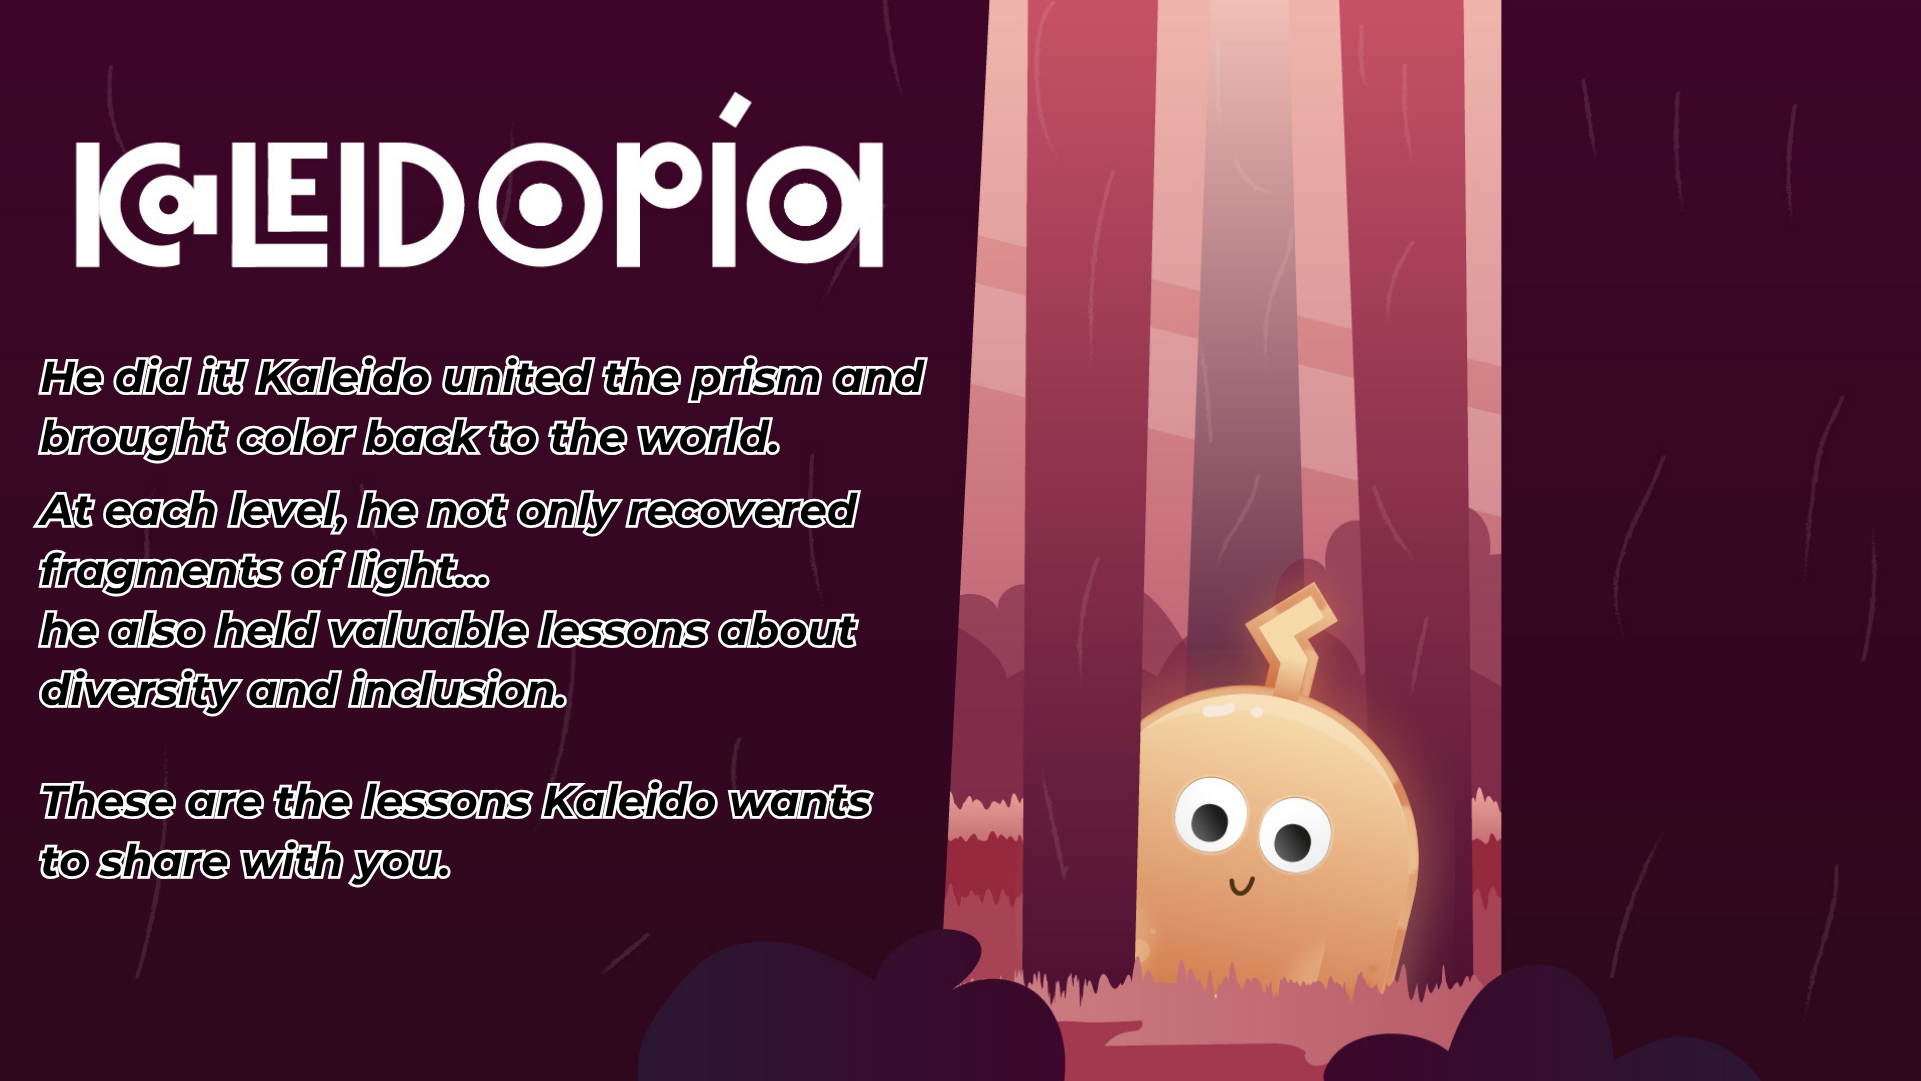 KaLEIDOPíA
He did it! Kaleido united the prism and
brought color back to the world.
At each level, he not only recovered
fragments of light...
he also held valuable lessons about
diversity and inclusion.
These are the lessons Kaleido wants
to share with you.